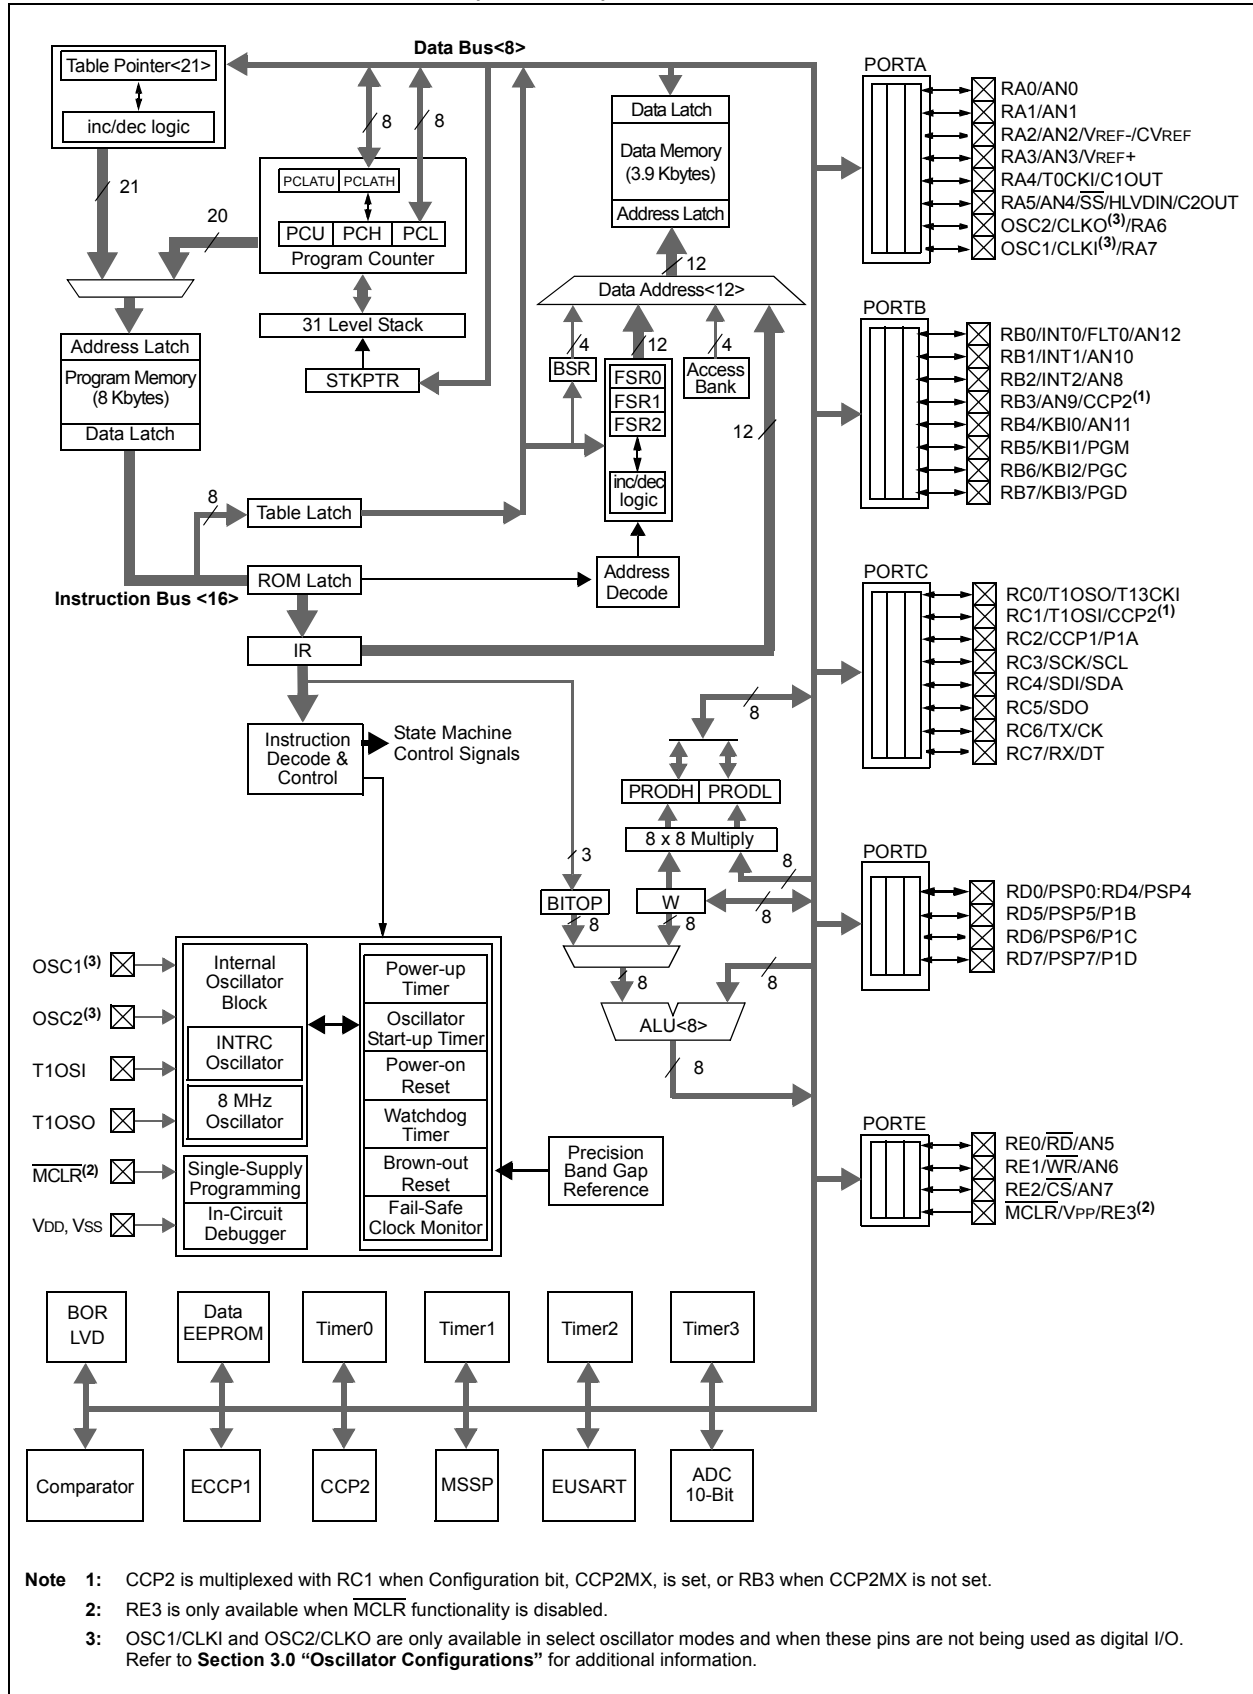 Data Bus<8>
Table Pointer<21>
inc/dec logic
21
20
8
8
PCLATU PCLATH
PCU PCH PCL
Program Counter
31 Level Stack
STKPTR
Address Latch
Program Memory
(8 Kbytes)
Data Latch
8
Table Latch
ROM Latch
Instruction Bus <16>
IR
Instruction
Decode &
Control
State Machine
Control Signals
Data Latch
Data Memory
(3.9 Kbytes)
Address Latch
12
Data Address<12>
4
12
4
BSR
FSR0
FSR1
FSR2
inc/dec
logic
Access
Bank
12
Address
Decode
8
PRODH PRODL
8 x 8 Multiply
3
8
BITOP
W
8
8
8
8
8
ALU<8>
8
OSC1(3)
OSC2(3)
T1OSI
T1OSO
MCLR(2)
VDD, VSS
Internal
Oscillator
Block
INTRC
Oscillator
8 MHz
Oscillator
Single-Supply
Programming
In-Circuit
Debugger
Power-up
Timer
Oscillator
Start-up Timer
Power-on
Reset
Watchdog
Timer
Brown-out
Reset
Fail-Safe
Clock Monitor
Precision
Band Gap
Reference
PORTA
RA0/AN0
RA1/AN1
RA2/AN2/VREF-/CVREF
RA3/AN3/VREF+
RA4/T0CKI/C1OUT
RA5/AN4/SS/HLVDIN/C2OUT
OSC2/CLKO(3)/RA6
OSC1/CLKI(3)/RA7
PORTB
RB0/INT0/FLT0/AN12
RB1/INT1/AN10
RB2/INT2/AN8
RB3/AN9/CCP2(1)
RB4/KBI0/AN11
RB5/KBI1/PGM
RB6/KBI2/PGC
RB7/KBI3/PGD
PORTC
RC0/T1OSO/T13CKI
RC1/T1OSI/CCP2(1)
RC2/CCP1/P1A
RC3/SCK/SCL
RC4/SDI/SDA
RC5/SDO
RC6/TX/CK
RC7/RX/DT
PORTD
RD0/PSP0:RD4/PSP4
RD5/PSP5/P1B
RD6/PSP6/P1C
RD7/PSP7/P1D
PORTE
RE0/RD/AN5
RE1/WR/AN6
RE2/CS/AN7
MCLR/VPP/RE3(2)
BOR
LVD
Data
EEPROM
Timer0
Timer1
Timer2
Timer3
Comparator
ECCP1
CCP2
MSSP
EUSART
ADC
10-Bit
Note 1: CCP2 is multiplexed with RC1 when Configuration bit, CCP2MX, is set, or RB3 when CCP2MX is not set.
2: RE3 is only available when MCLR functionality is disabled.
3: OSC1/CLKI and OSC2/CLKO are only available in select oscillator modes and when these pins are not being used as digital I/O.
Refer to Section 3.0 “Oscillator Configurations” for additional information.